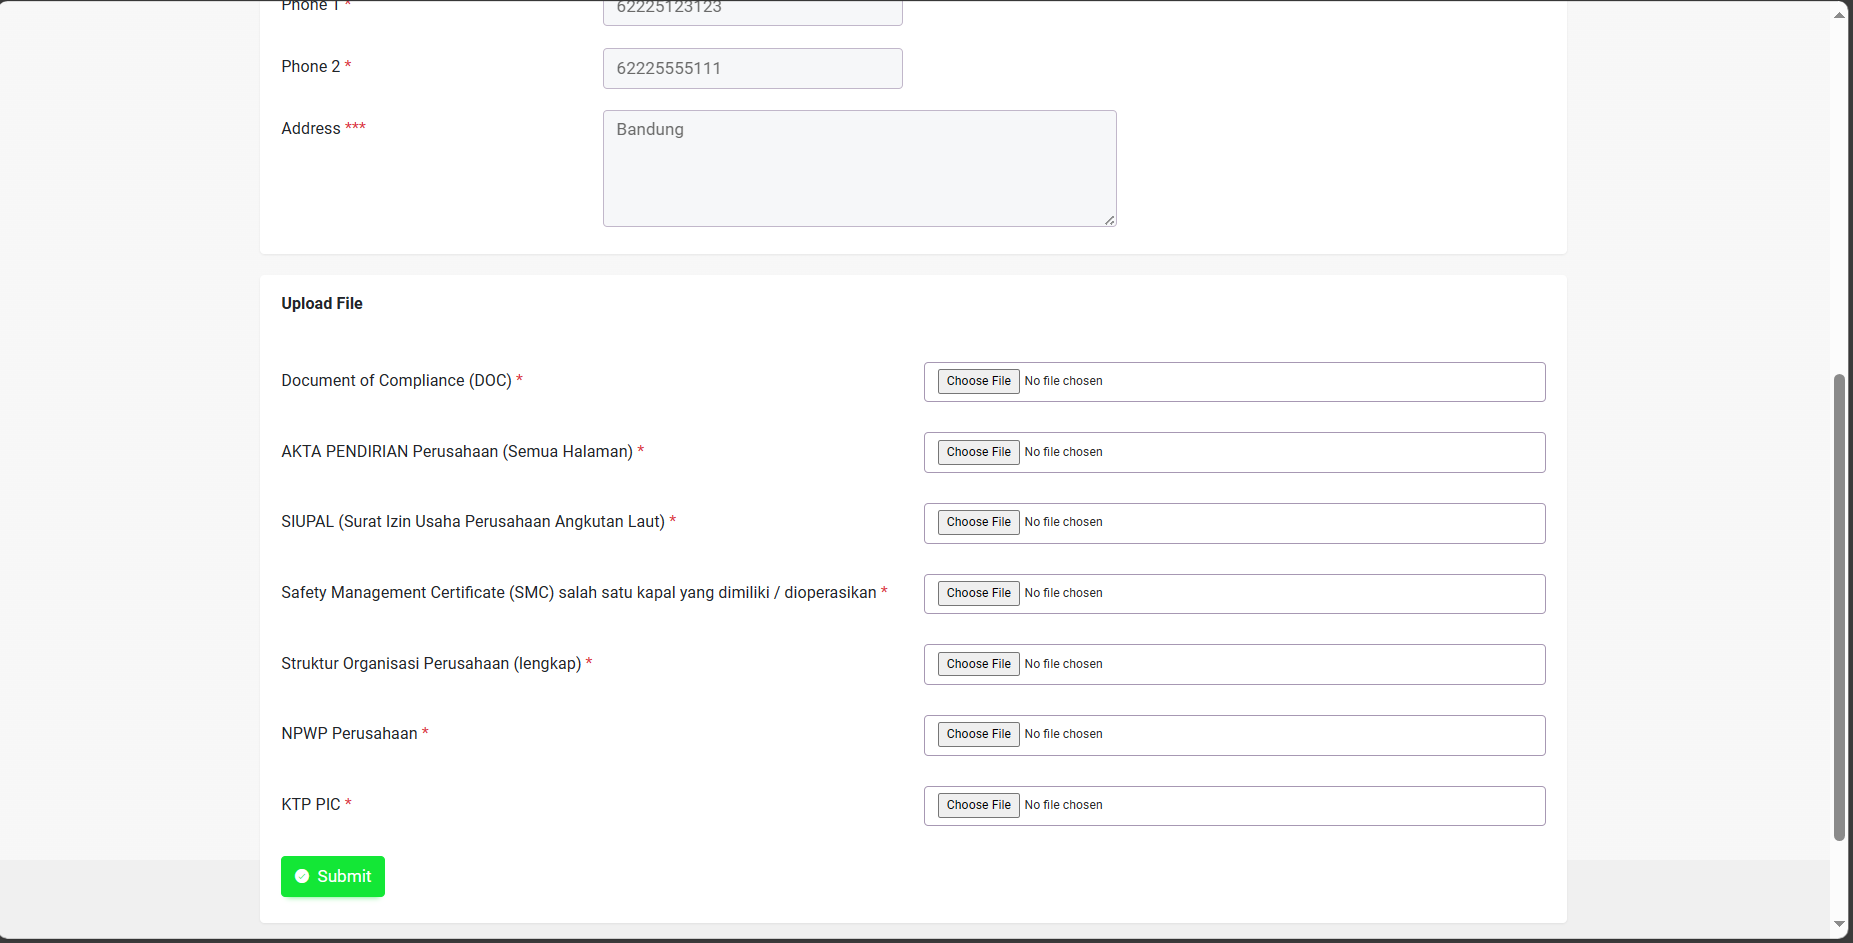 Phone 1 *
62225123123
Phone 2 *
62225555111
Address ***
Bandung
Upload File
Document of Compliance (DOC) *
Choose File No file chosen
AKTA PENDIRIAN Perusahaan (Semua Halaman) *
Choose File No file chosen
SIUPAL (Surat Izin Usaha Perusahaan Angkutan Laut) *
Choose File No file chosen
Safety Management Certificate (SMC) salah satu kapal yang dimiliki / dioperasikan *
Choose File No file chosen
Struktur Organisasi Perusahaan (lengkap) *
Choose File No file chosen
NPWP Perusahaan *
Choose File No file chosen
KTP PIC *
Choose File No file chosen
Submit